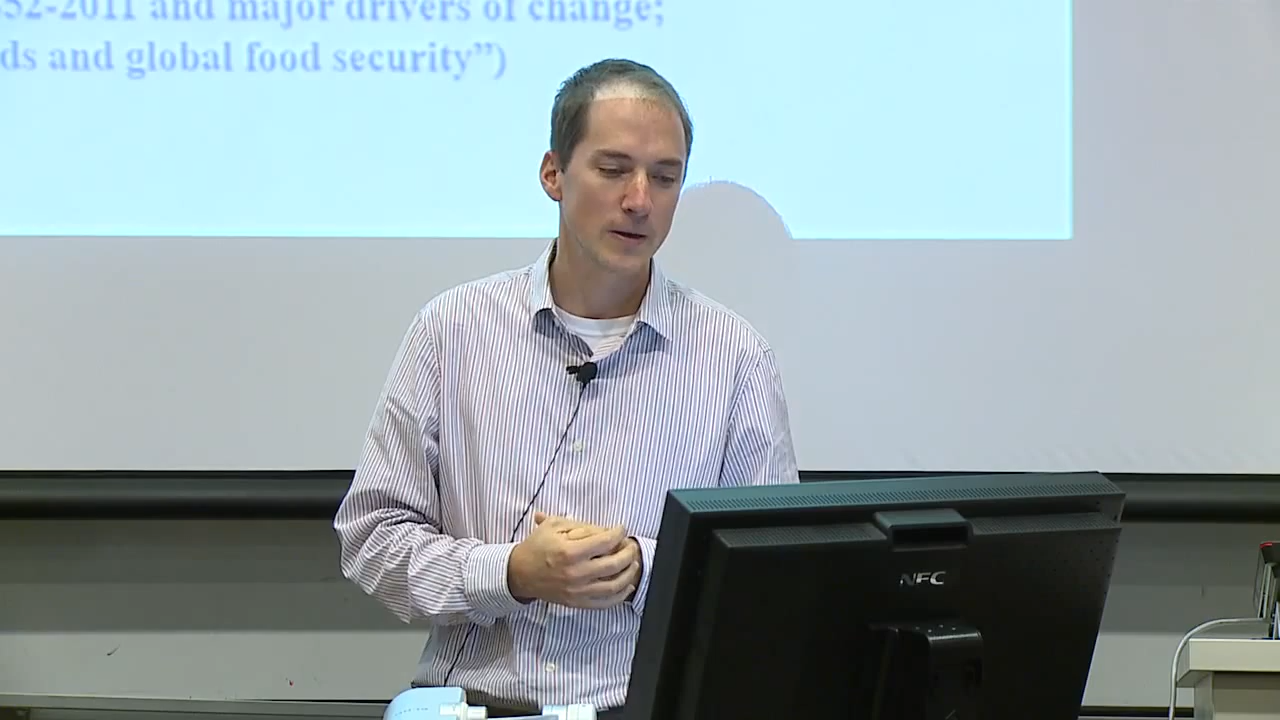 52-2011 and major drivers of change;
ds and global food security”)
NEC